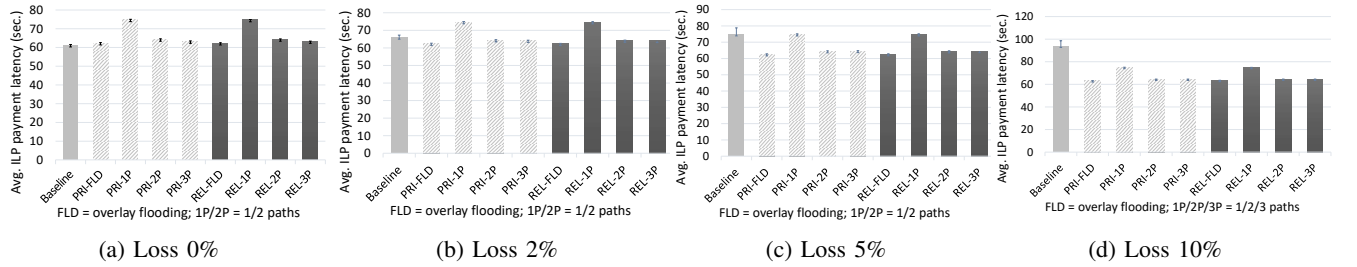 Avg. ILP payment latency (sec.)
80
70
60
50
40
30
20
10
0
Baseline
PRI-FLD
PRI-1P
PRI-2P
PRI-3P
REL-FLD
REL-1P
REL-2P
REL-3P
FLD = overlay flooding; 1P/2P = 1/2 paths
(a) Loss 0%
Avg. ILP payment latency (sec.)
80
70
60
50
40
30
20
10
0
Baseline
PRI-FLD
PRI-1P
PRI-2P
PRI-3P
REL-FLD
REL-1P
REL-2P
REL-3P
FLD = overlay flooding; 1P/2P = 1/2 paths
(b) Loss 2%
Avg. ILP payment latency (sec.)
90
80
70
60
50
40
30
20
10
0
Baseline
PRI-FLD
PRI-1P
PRI-2P
PRI-3P
REL-FLD
REL-1P
REL-2P
REL-3P
FLD = overlay flooding; 1P/2P = 1/2 paths
(c) Loss 5%
Avg. ILP payment latency (sec.)
120
100
80
60
40
20
0
Baseline
PRI-FLD
PRI-1P
PRI-2P
PRI-3P
REL-FLD
REL-1P
REL-2P
REL-3P
FLD = overlay flooding; 1P/2P/3P = 1/2/3 paths
(d) Loss 10%